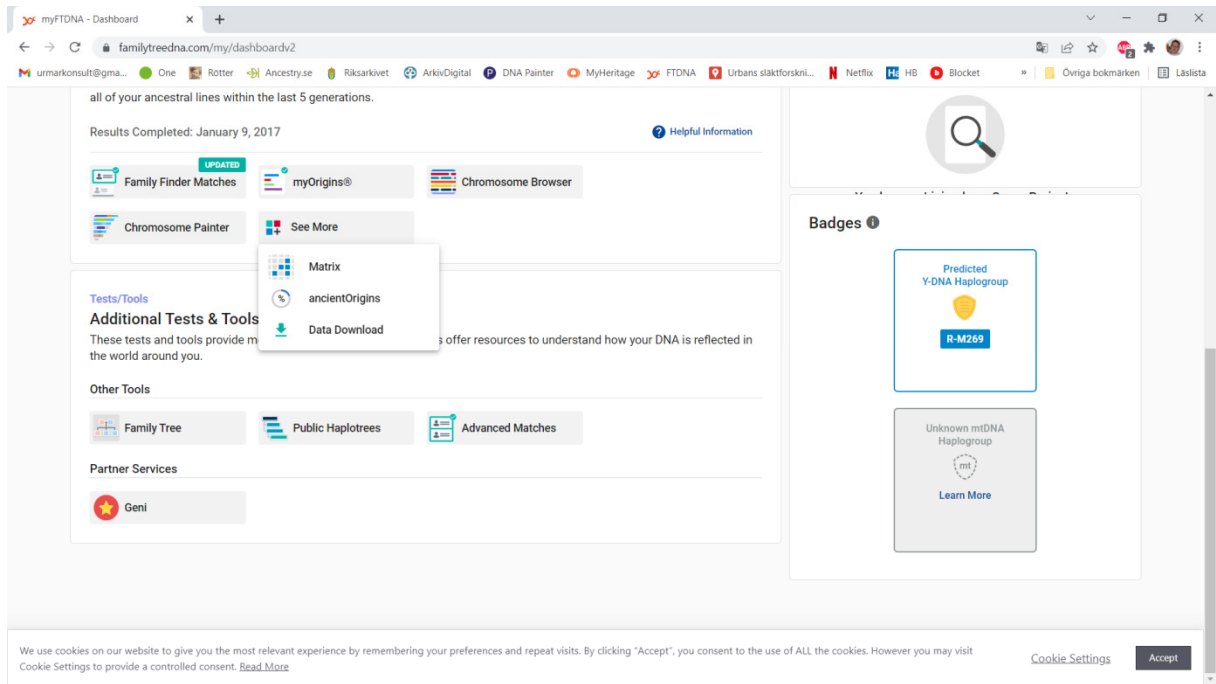 myFTDNA - Dashboard
familytreedna.com/my/dashboardv2
urmarkonsult@gma... One Rötter Ancestry.se Riksarkivet ArkivDigital DNA Painter MyHeritage FTDNA Urbans släktforskni... Netflix HB Blocket » Övriga bokmärken Läslista
all of your ancestral lines within the last 5 generations.
Results Completed: January 9, 2017
Helpful Information
UPDATED
Family Finder Matches
myOrigins®
Chromosome Browser
Chromosome Painter
See More
Matrix
ancientOrigins
Data Download
Tests/Tools
Additional Tests & Tools
These tests and tools provide m
s offer resources to understand how your DNA is reflected in
the world around you.
Other Tools
Family Tree
Public Haplotrees
Advanced Matches
Partner Services
Geni
Badges
Predicted
Y-DNA Haplogroup
R-M269
Unknown mtDNA
Haplogroup
mt
Learn More
We use cookies on our website to give you the most relevant experience by remembering your preferences and repeat visits. By clicking "Accept", you consent to the use of ALL the cookies. However you may visit
Cookie Settings to provide a controlled consent. Read More
Cookie Settings
Accept